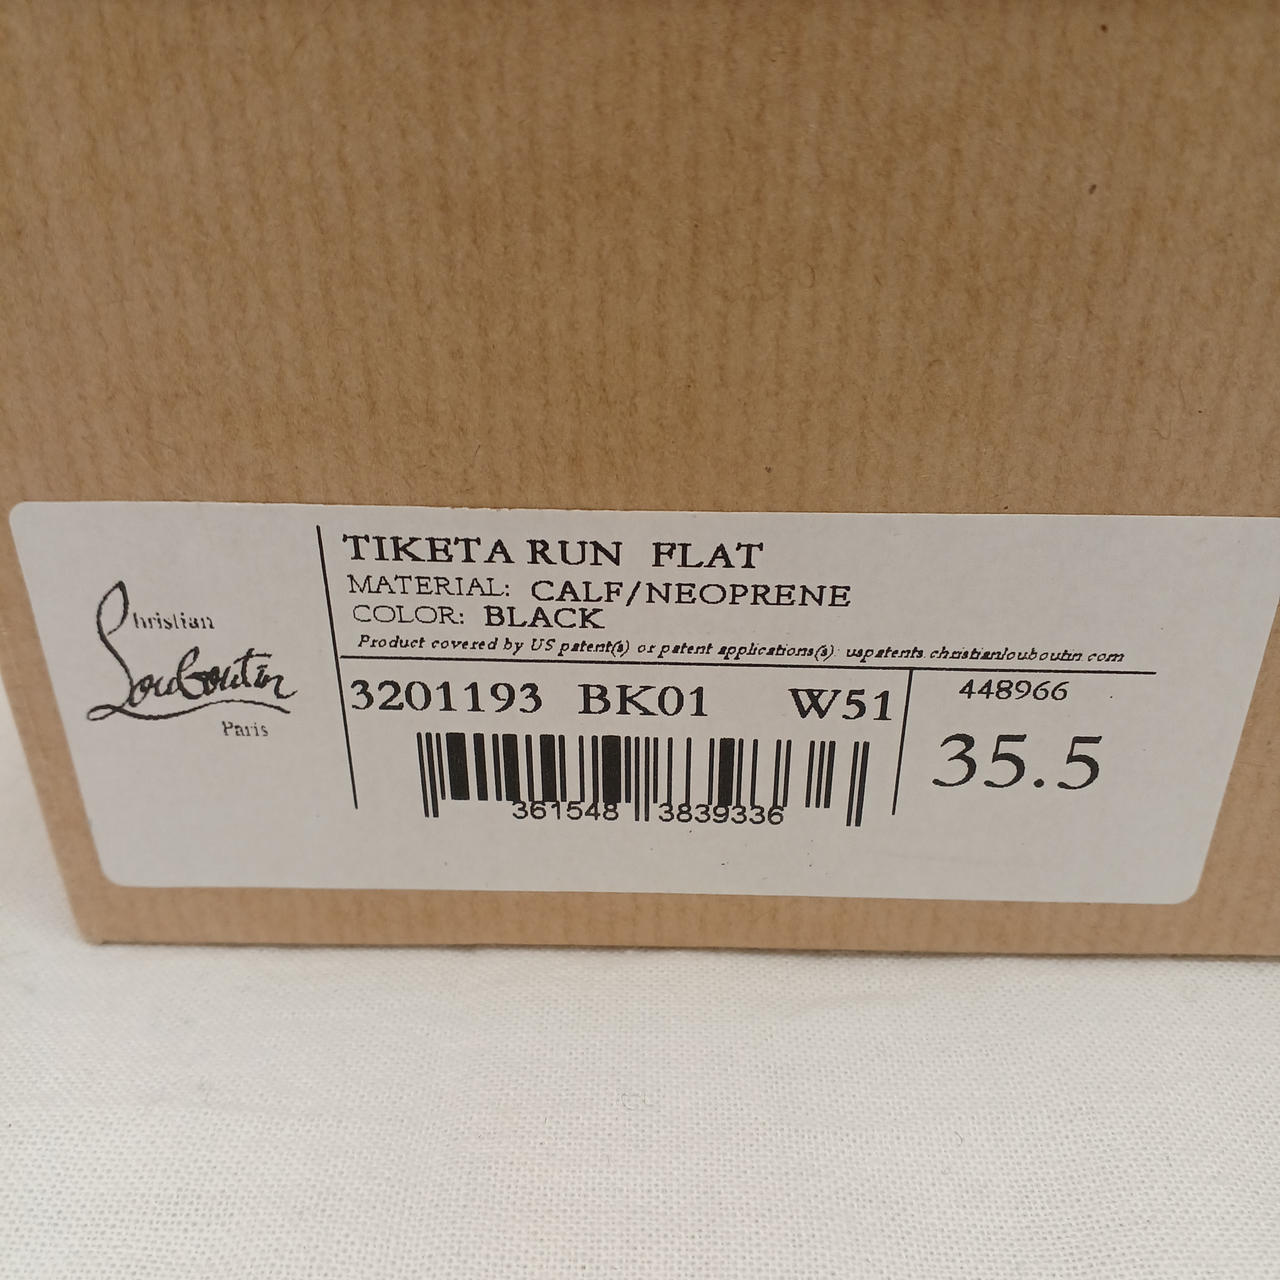 Christian
Louboutin
Paris
TIKETA RUN FLAT
MATERIAL: CALF/NEOPRENE
COLOR: BLACK
Product covered by US patent(s) or patent applications(s): uspatents.christianlouboutin.com
3201193 BK01 W51
448966
35.5
361548 3839336